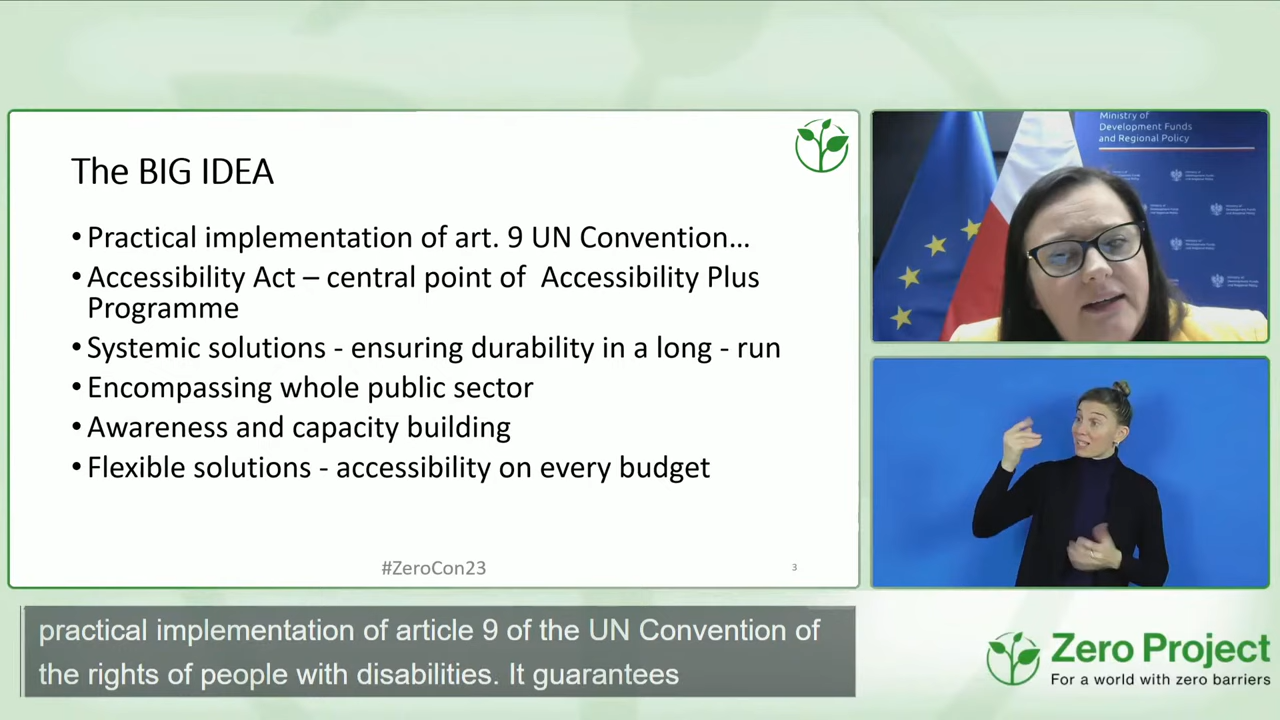 The BIG IDEA
•Practical implementation of art. 9 UN Convention…
•Accessibility Act – central point of Accessibility Plus
Programme
•Systemic solutions - ensuring durability in a long - run
•Encompassing whole public sector
•Awareness and capacity building
•Flexible solutions - accessibility on every budget
#ZeroCon23
3
Ministry of
Development Funds
and Regional Policy
practical implementation of article 9 of the UN Convention of
the rights of people with disabilities. It guarantees
Zero Project
For a world with zero barriers